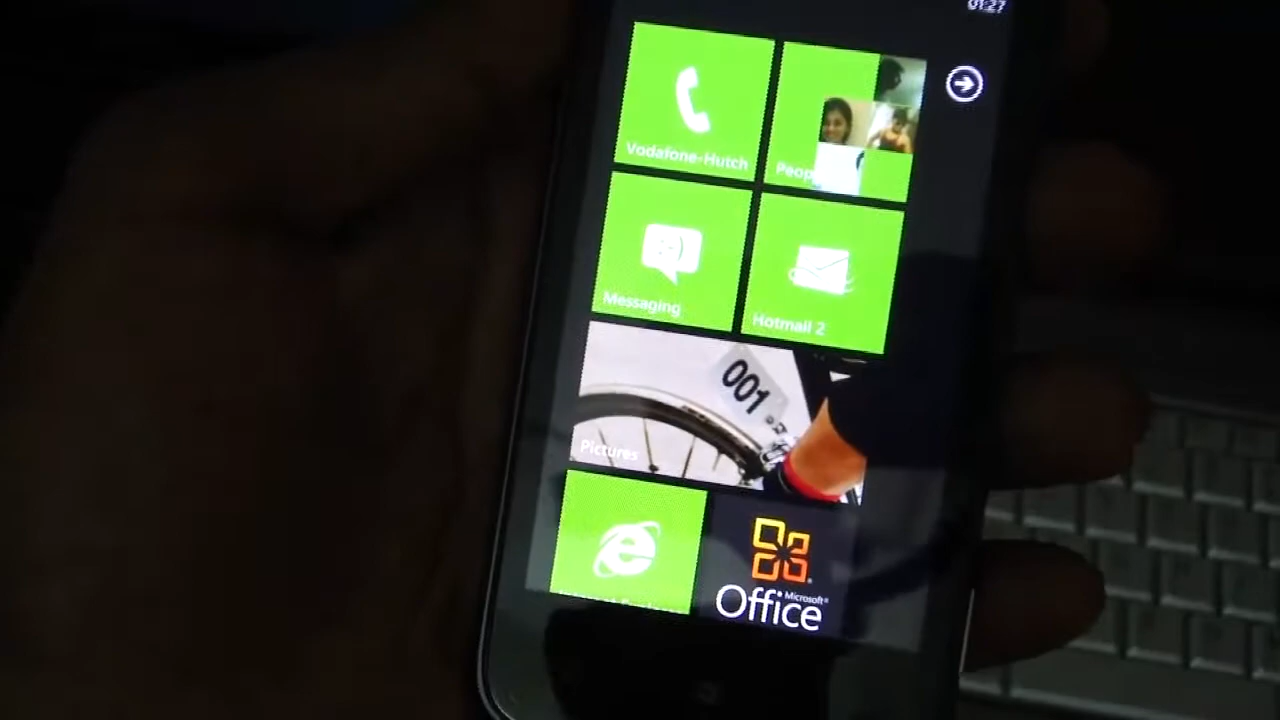 01:27
Vodafone-Hutch
Peop
Messaging
Hotmail 2
001
Pictures
Microsoft®
Office